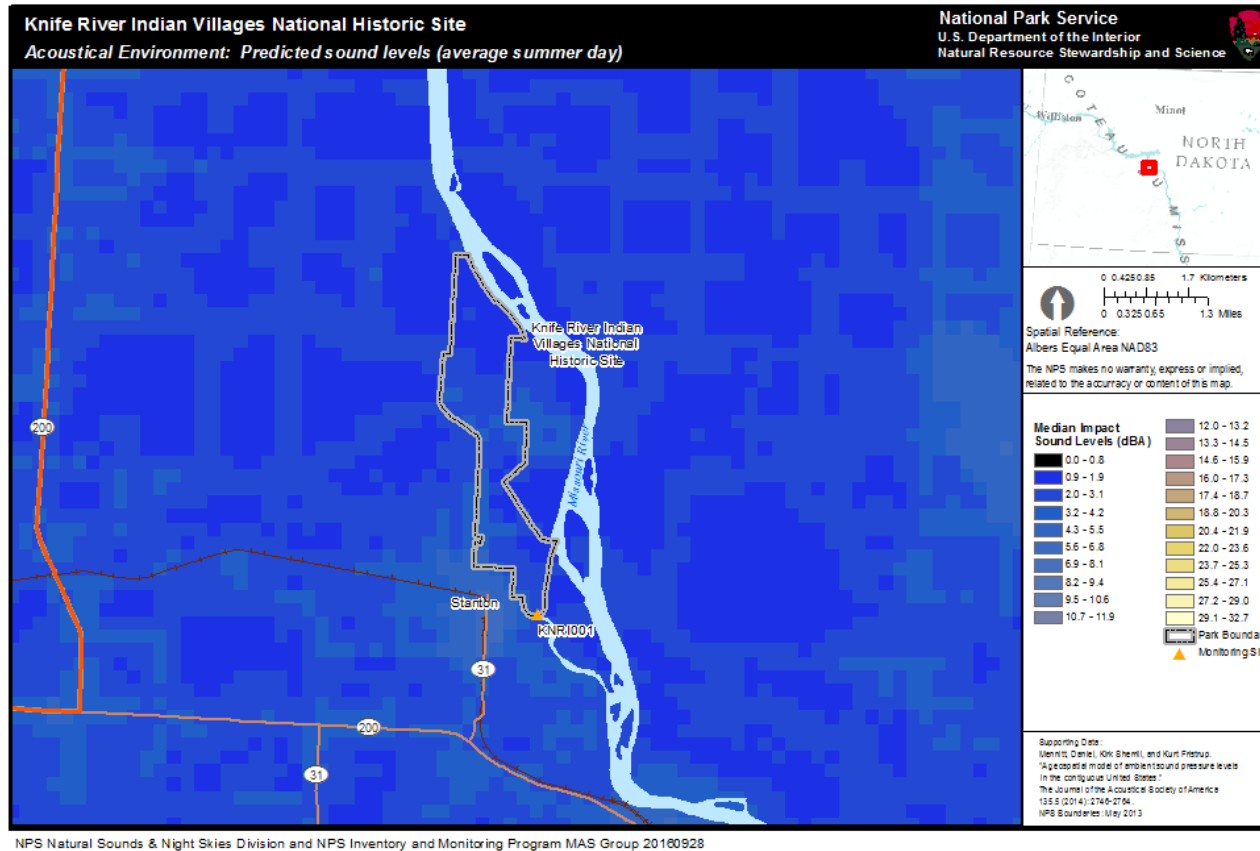 Knife River Indian Villages National Historic Site
Acoustical Environment: Predicted sound levels (average summer day)
National Park Service
U.S. Department of the Interior
Natural Resource Stewardship and Science
COTEAU DU MISS
Williston
Minot
NORTH
DAKOTA
0 0.425 0.85 1.7 Kilometers
0 0.325 0.65 1.3 Miles
Spatial Reference:
Albers Equal Area NAD83
The NPS makes no warranty, express or implied,
related to the accurracy or content of this map.
Median Impact
Sound Levels (dBA)
0.0 - 0.8
0.9 - 1.9
2.0 - 3.1
3.2 - 4.2
4.3 - 5.5
5.6 - 6.8
6.9 - 8.1
8.2 - 9.4
9.5 - 10.6
10.7 - 11.9
12.0 - 13.2
13.3 - 14.5
14.6 - 15.9
16.0 - 17.3
17.4 - 18.7
18.8 - 20.3
20.4 - 21.9
22.0 - 23.6
23.7 - 25.3
25.4 - 27.1
27.2 - 29.0
29.1 - 32.7
Park Bounda
Monitoring Si
Knife River Indian
Villages National
Historic Site
Missouri River
200
Stanton
KNRI001
31
200
31
Supporting Data:
Mennitt, Daniel, Kirk Sherrill, and Kurt Fristrup.
"A geospatial model of ambient sound pressure levels
in the contiguous United States."
The Journal of the Acoustical Society of America
135.5 (2014): 2746-2764.
NPS Boundaries: May 2013
NPS Natural Sounds & Night Skies Division and NPS Inventory and Monitoring Program MAS Group 20160928